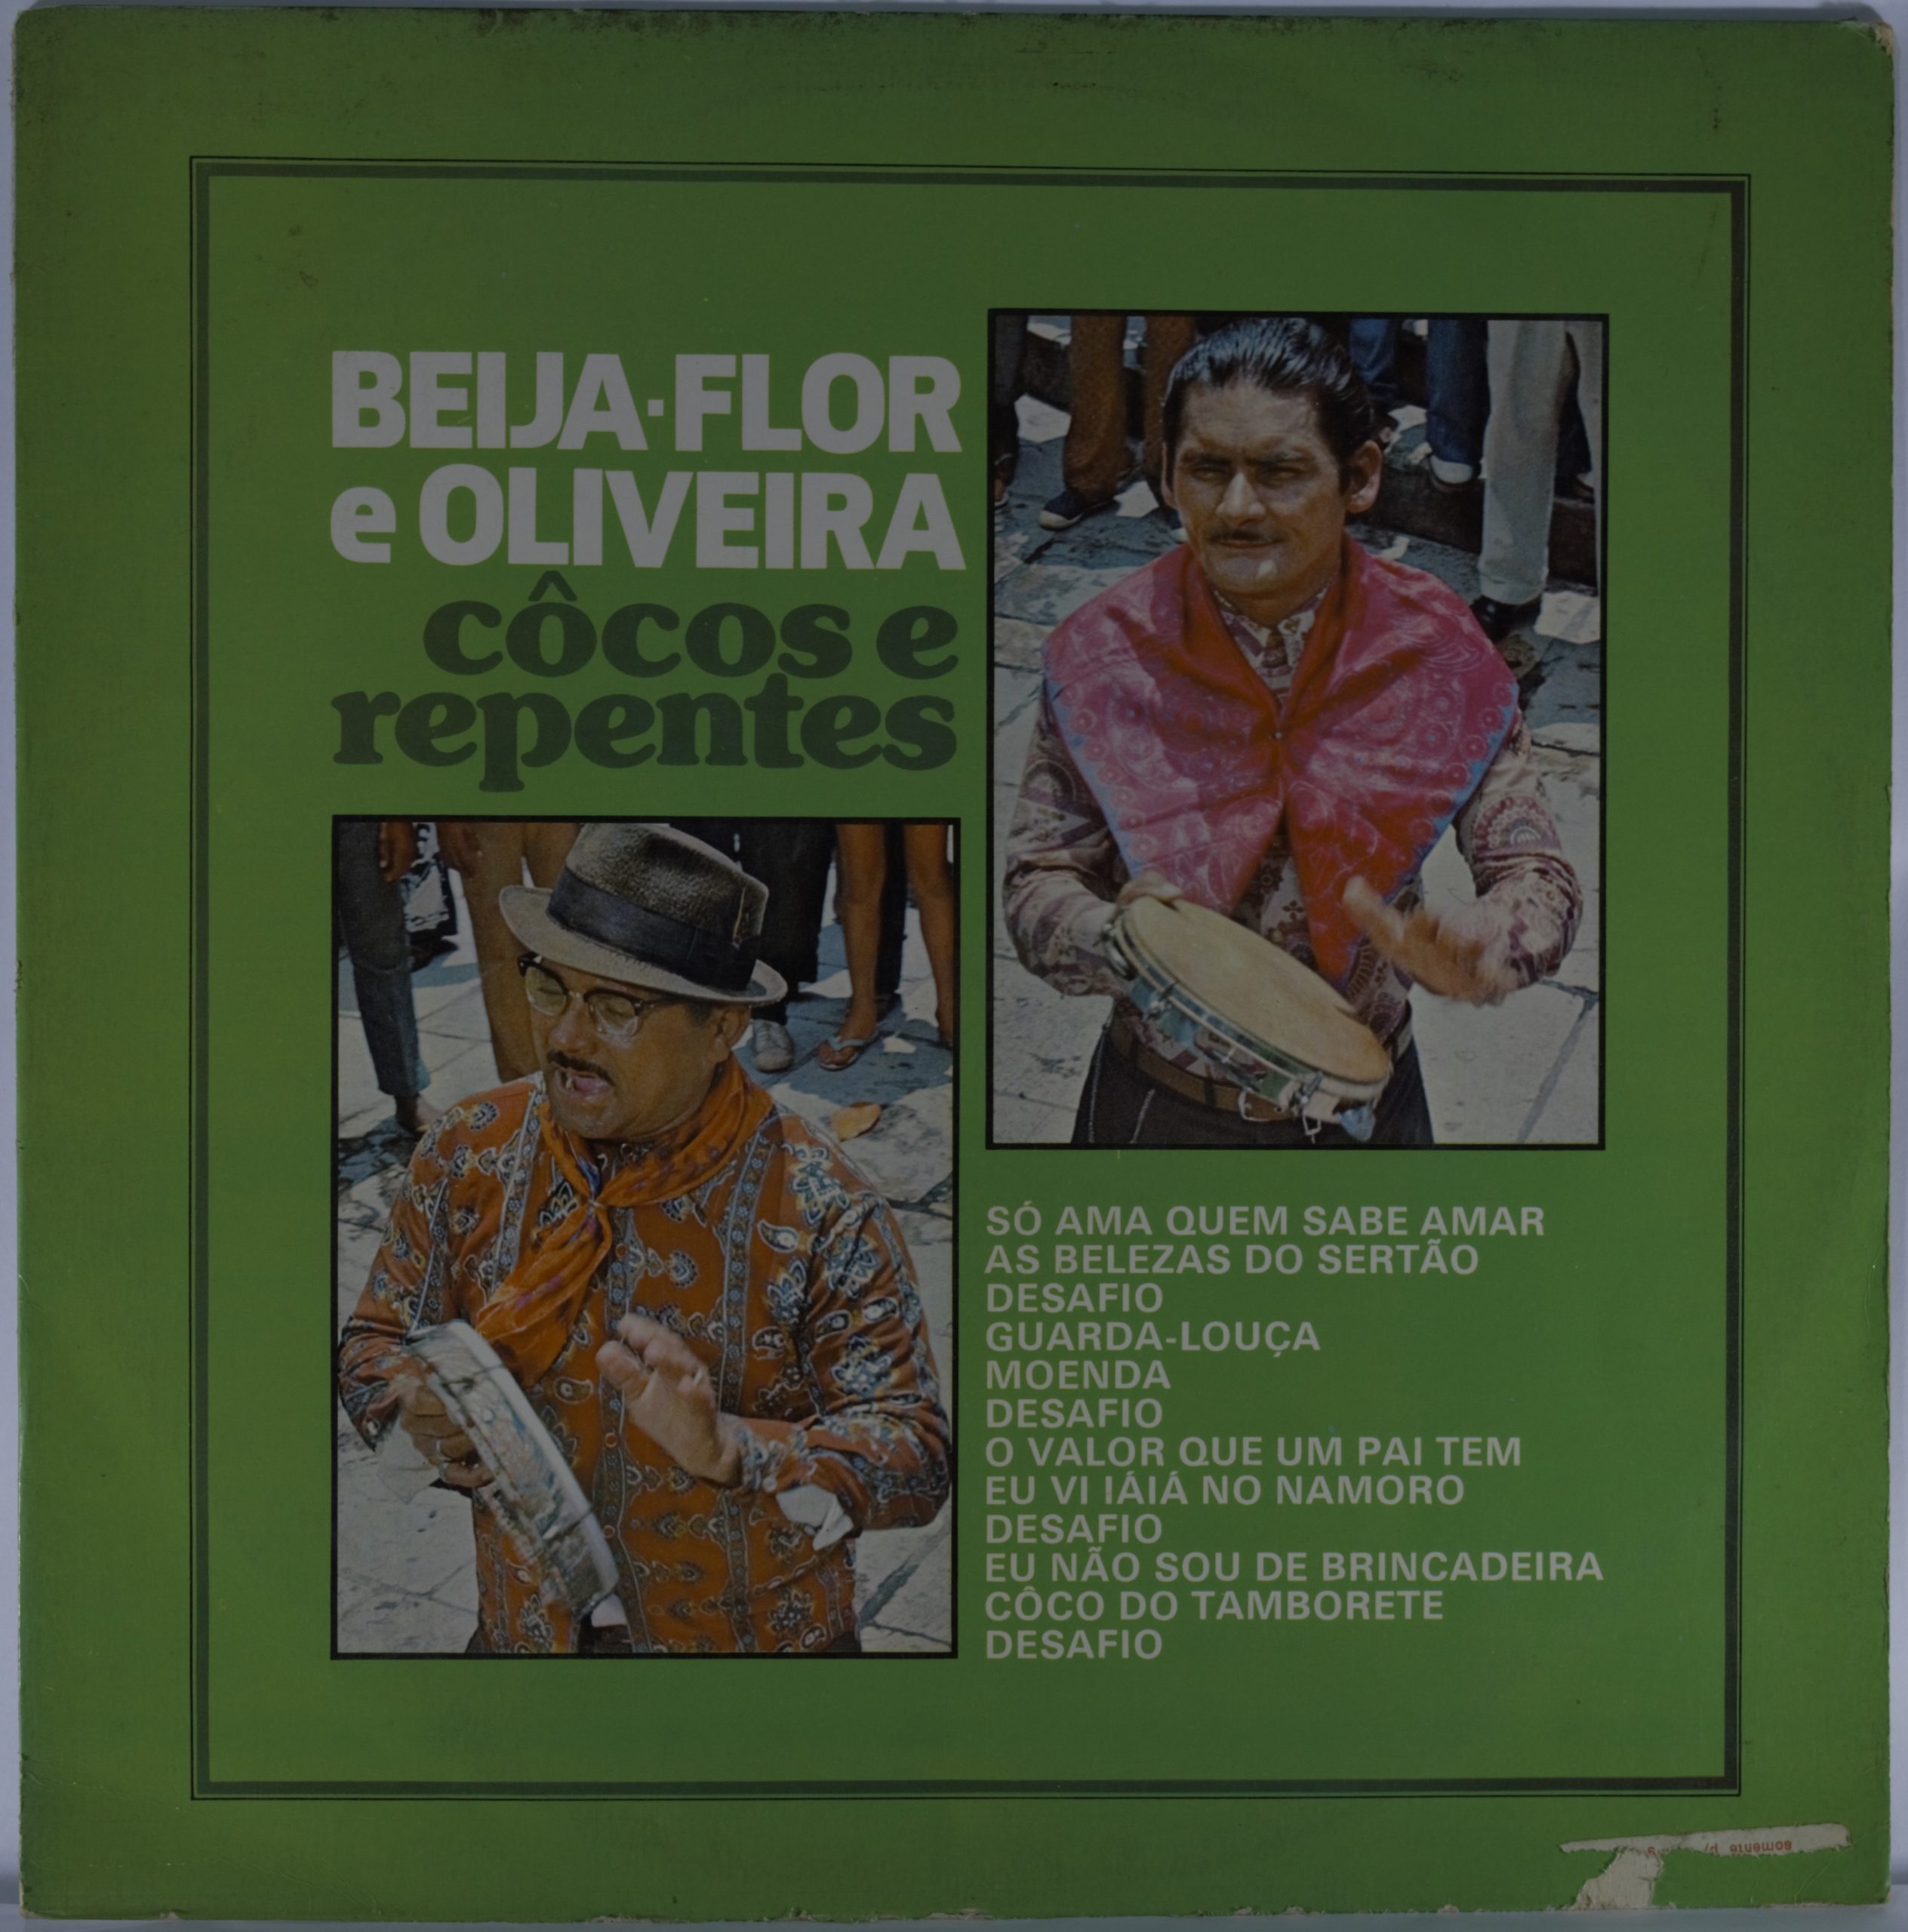 BEIJA-FLOR
e OLIVEIRA
côcos e
repentes
SÓ AMA QUEM SABE AMAR
AS BELEZAS DO SERTÃO
DESAFIO
GUARDA-LOUÇA
MOENDA
DESAFIO
O VALOR QUE UM PAI TEM
EU VI IÁIÁ NO NAMORO
DESAFIO
EU NÃO SOU DE BRINCADEIRA
CÔCO DO TAMBORETE
DESAFIO
somente p/